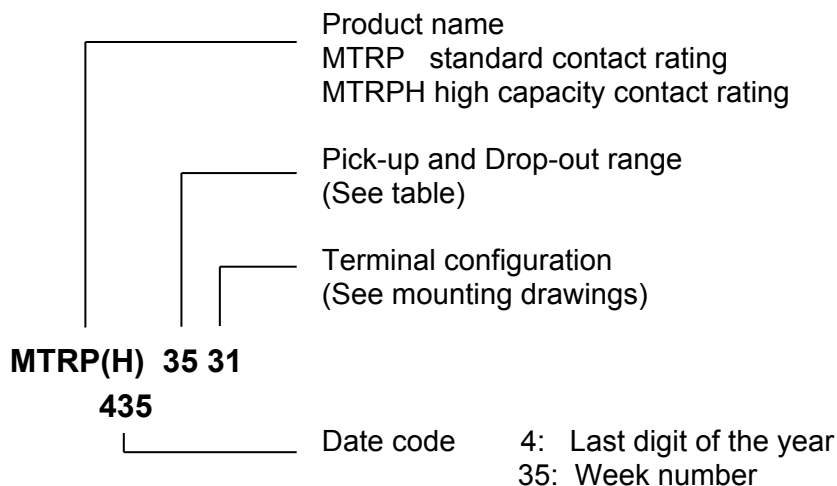 Product name
MTRP standard contact rating
MTRPH high capacity contact rating
Pick-up and Drop-out range
(See table)
Terminal configuration
(See mounting drawings)
MTRP(H) 35 31
435
Date code 4: Last digit of the year
35: Week number